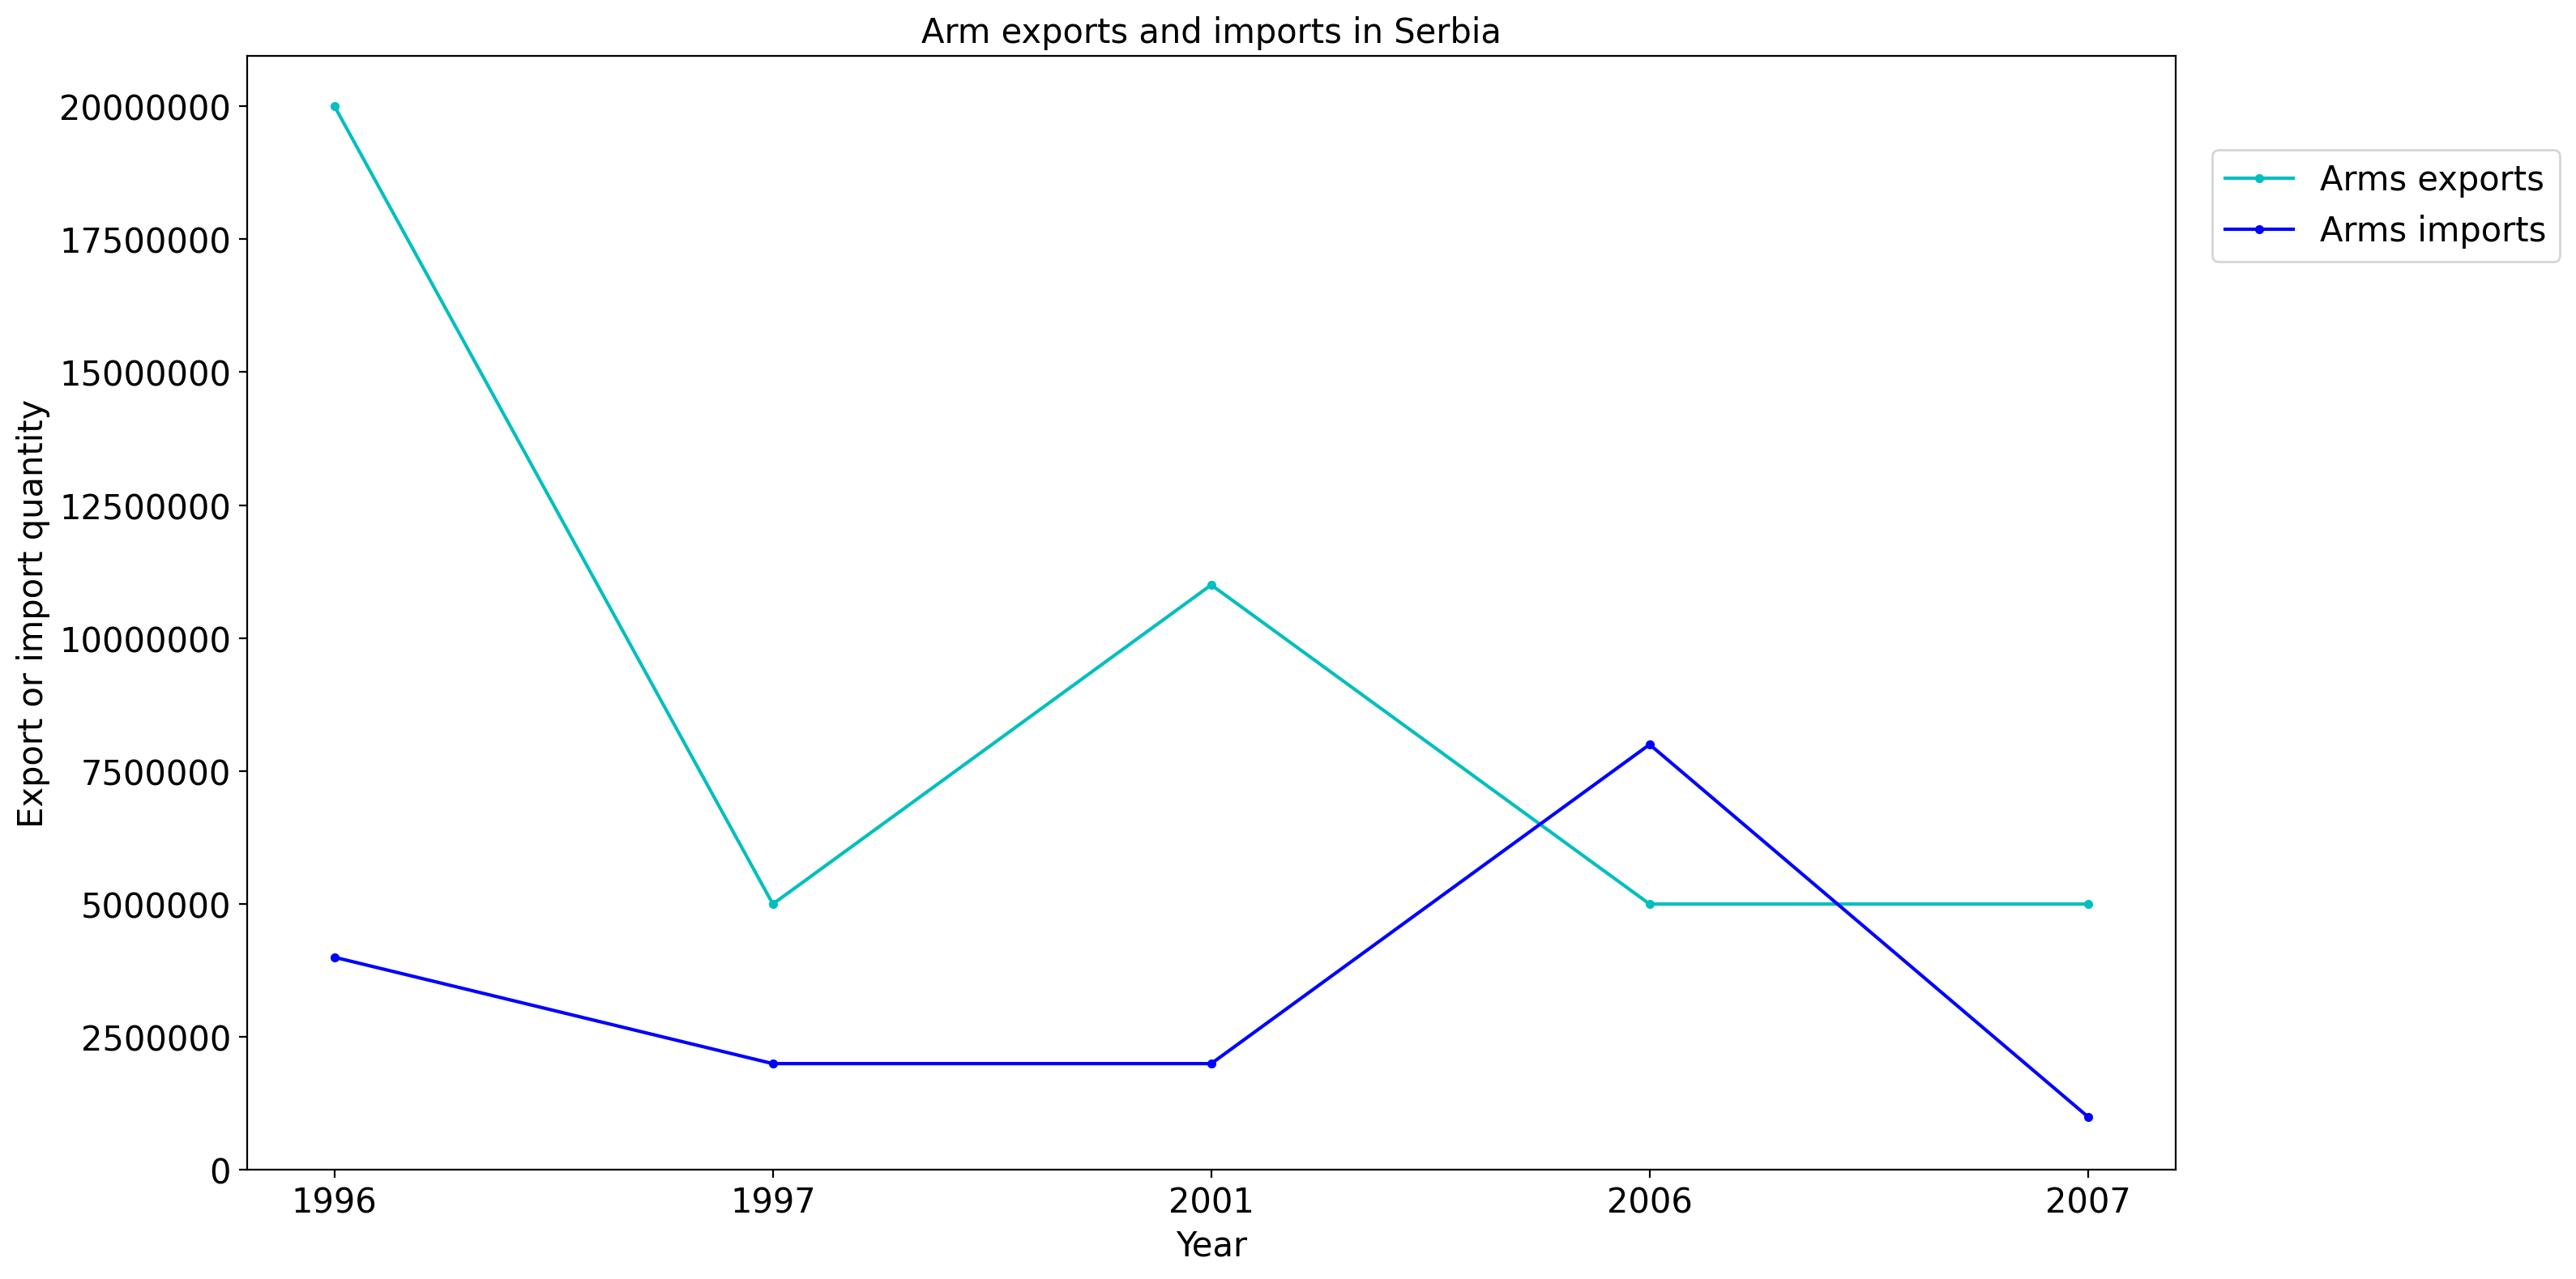 Arm exports and imports in Serbia
Export or import quantity
20000000
17500000
15000000
12500000
10000000
7500000
5000000
2500000
0
1996 1997 2001 2006 2007
Year
Arms exports
Arms imports